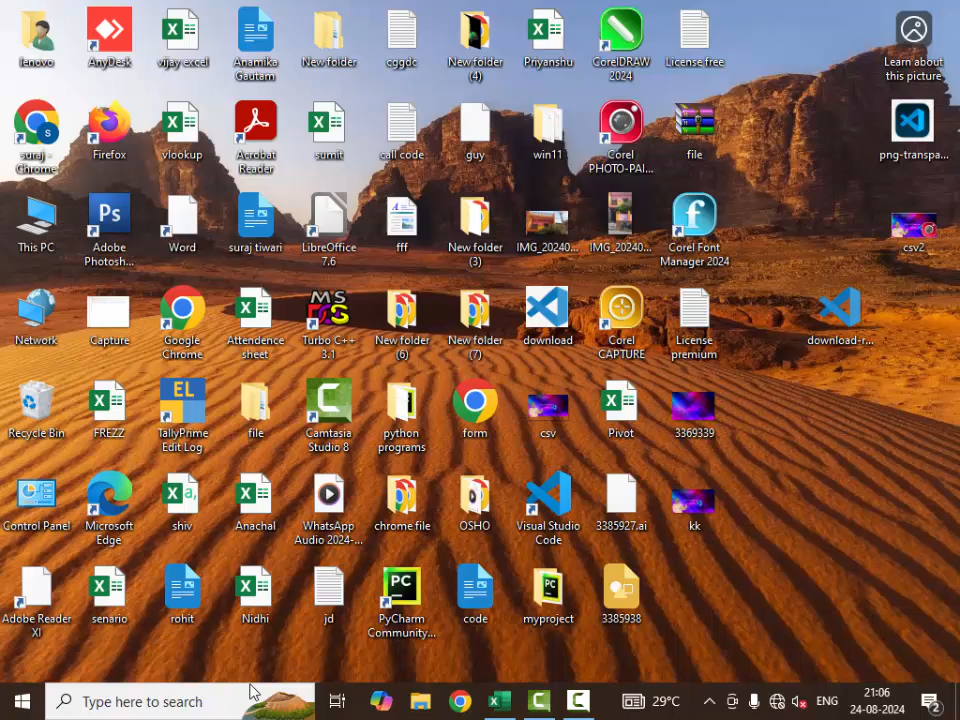 lenovo
AnyDesk
vijay excel
Anamika
Gautam
New folder
cggdc
New folder
(4)
Priyanshu
CorelDRAW
2024
License free
Learn about
this picture
suraj -
Chrome
Firefox
vlookup
Acrobat
Reader
sumit
call code
guy
win11
Corel
PHOTO-PAI...
file
png-transpa...
This PC
Ps
Adobe
Photosh...
Word
suraj tiwari
LibreOffice
7.6
fff
New folder
(3)
IMG_20240...
IMG_20240...
Corel Font
Manager 2024
csv2
Network
Capture
Google
Chrome
Attendence
sheet
Turbo C++
3.1
New folder
(6)
New folder
(7)
download
Corel
CAPTURE
License
premium
download-r...
Recycle Bin
FREZZ
EL
TallyPrime
Edit Log
file
Camtasia
Studio 8
python
programs
form
csv
Pivot
3369339
Control Panel
Microsoft
Edge
shiv
Anachal
WhatsApp
Audio 2024-...
chrome file
OSHO
Visual Studio
Code
3385927.ai
kk
Adobe Reader
XI
senario
rohit
Nidhi
jd
PC
PyCharm
Community...
code
PC
myproject
3385938
Type here to search
29°C
ENG
21:06
24-08-2024
2